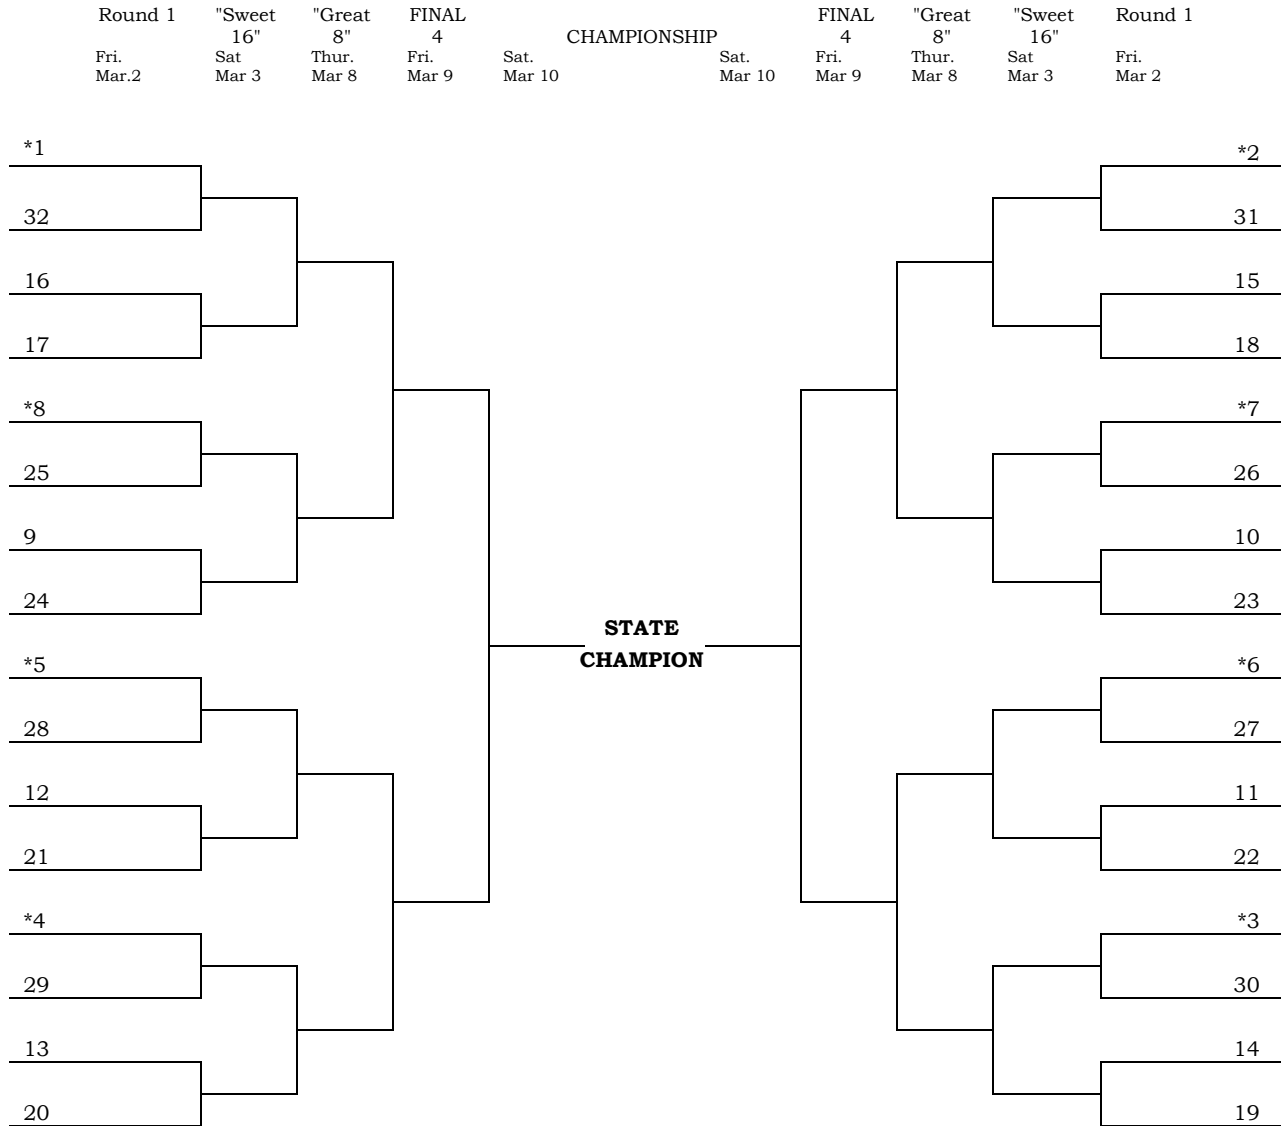 Round 1 "Sweet "Great FINAL FINAL "Great "Sweet Round 1
16" 8" 4 CHAMPIONSHIP 4 8" 16"
Fri. Sat Thur. Fri. Sat. Sat. Fri. Thur. Sat Fri.
Mar.2 Mar 3 Mar 8 Mar 9 Mar 10 Mar 10 Mar 9 Mar 8 Mar 3 Mar 2
*1 *2
32 31
16 15
17 18
*8 *7
25 26
9 10
24 23
STATE
CHAMPION
*5 *6
28 27
12 11
21 22
*4 *3
29 30
13 14
20 19